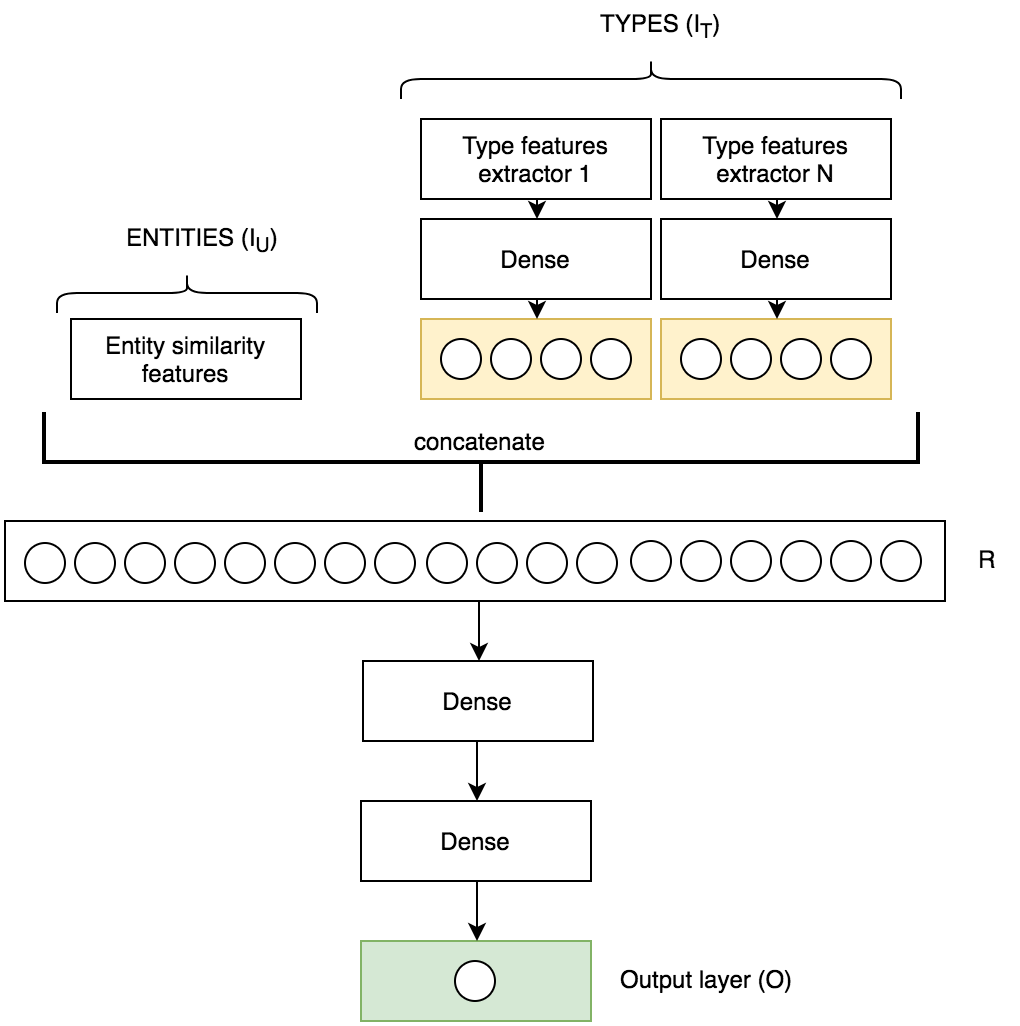 TYPES (I_T)
Type features
extractor 1
Type features
extractor N
ENTITIES (I_U)
Dense
Dense
Entity similarity
features
concatenate
R
Dense
Dense
Output layer (O)